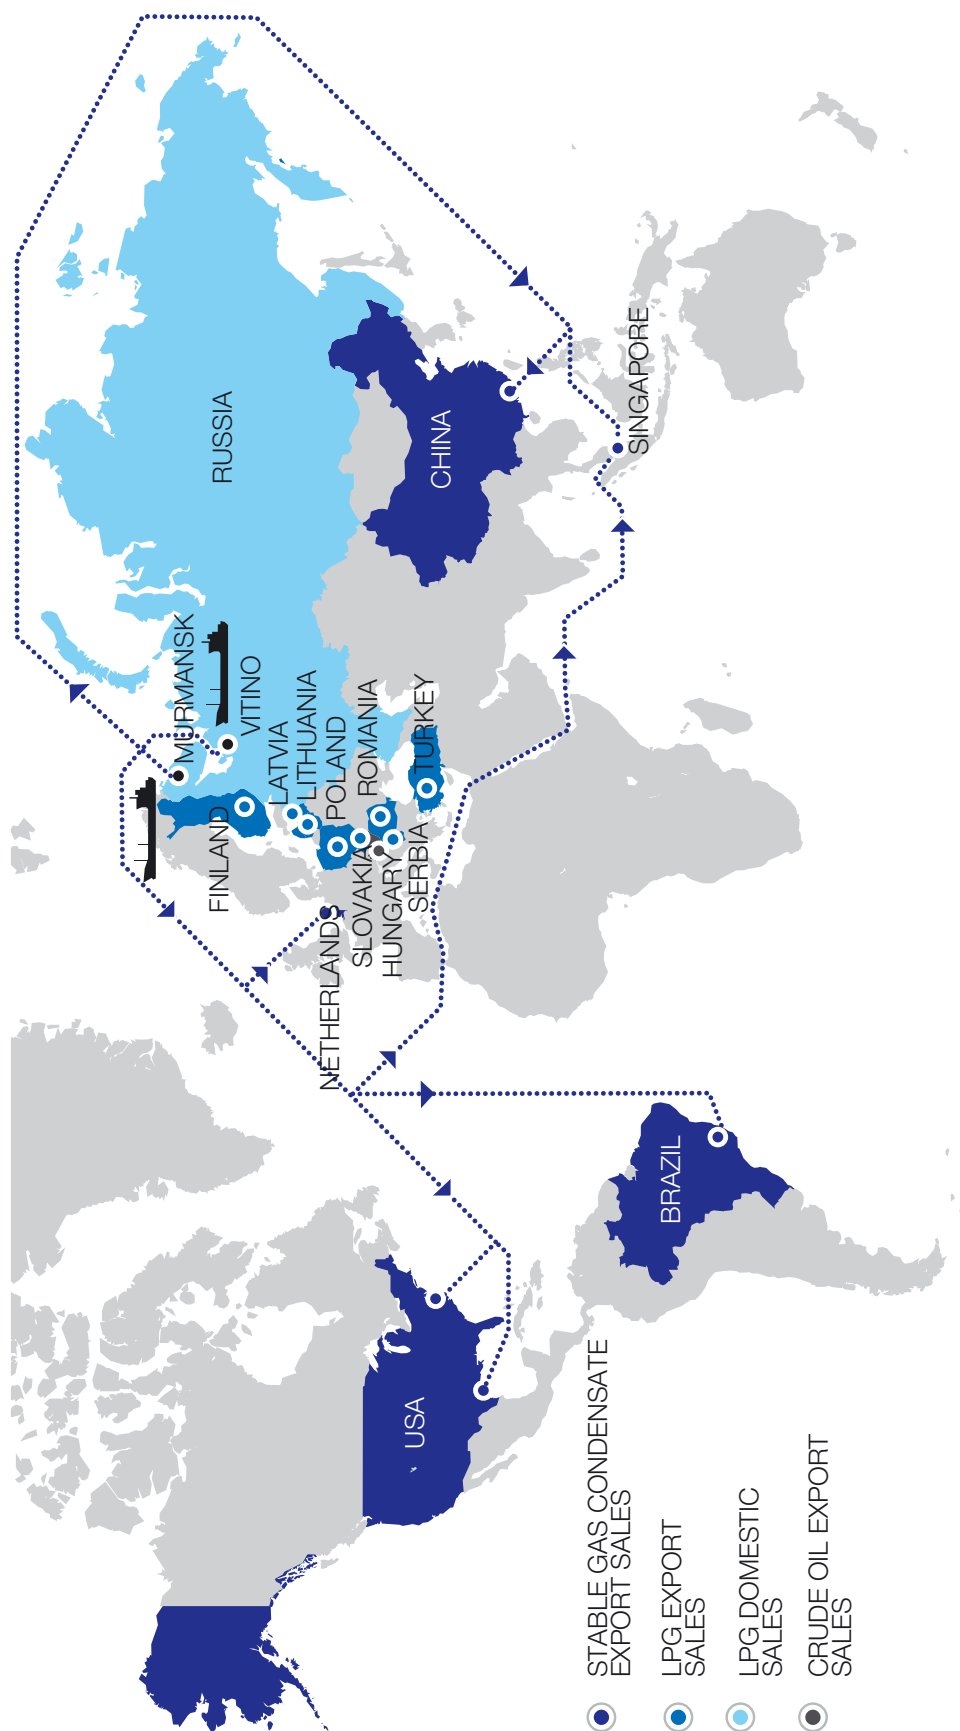 RUSSIA
MURMANSK
VITINO
FINLAND
LATVIA
LITHUANIA
POLAND
ROMANIA
TURKEY
NETHERLANDS
SLOVAKIA
HUNGARY
SERBIA
CHINA
SINGAPORE
USA
BRAZIL
STABLE GAS CONDENSATE
EXPORT SALES
LPG EXPORT
SALES
LPG DOMESTIC
SALES
CRUDE OIL EXPORT
SALES